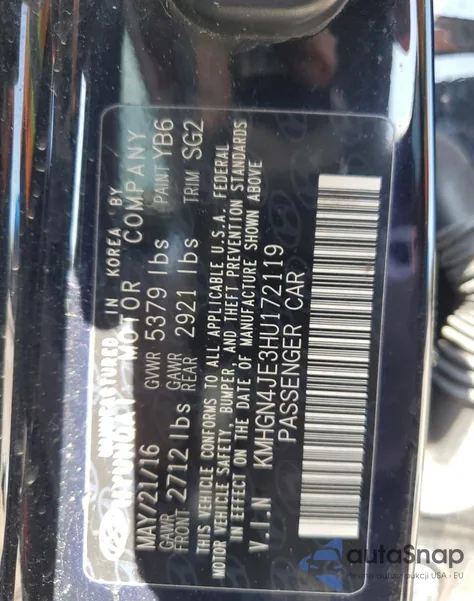 MANUFACTURED IN KOREA BY
HYUNDAI MOTOR COMPANY
MAY/21/16 GVWR 5379 lbs PAINT YB6
GAWR FRONT 2712 lbs GAWR REAR 2921 lbs TRIM SG2
THIS VEHICLE CONFORMS TO ALL APPLICABLE U.S.A. FEDERAL
MOTOR VEHICLE SAFETY, BUMPER, AND THEFT PREVENTION STANDARDS
IN EFFECT ON THE DATE OF MANUFACTURE SHOWN ABOVE
V.I.N KMHGN4JE3HU172119
PASSENGER CAR
autoSnap
USA - EU